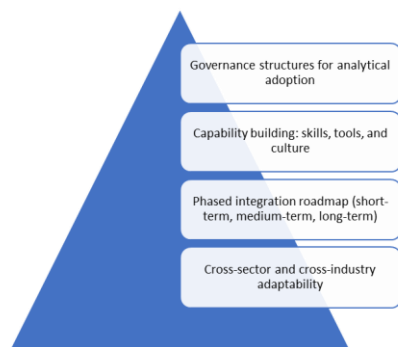 Governance structures for analytical
adoption
Capability building: skills, tools, and
culture
Phased integration roadmap (short-
term, medium-term, long-term)
Cross-sector and cross-industry
adaptability